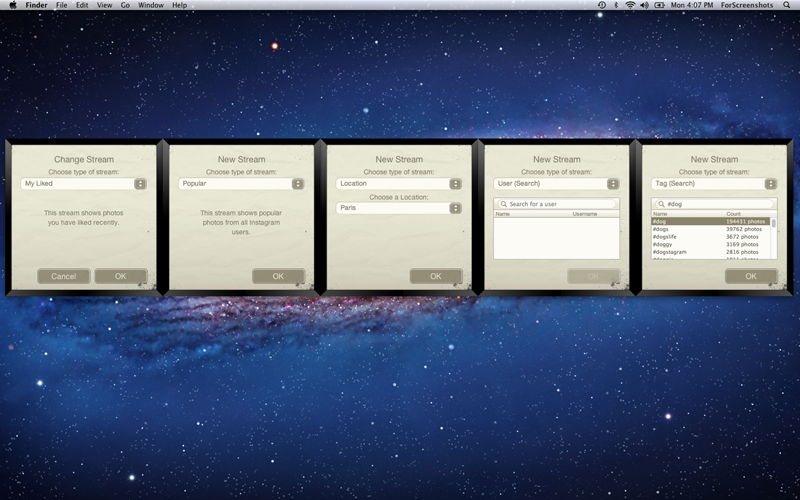 Finder File Edit View Go Window Help
Mon 4:07 PM ForScreenshots
Change Stream
Choose type of stream:
My Liked
This stream shows photos
you have liked recently.
Cancel OK
New Stream
Choose type of stream:
Popular
This stream shows popular
photos from all Instagram
users.
OK
New Stream
Choose type of stream:
Location
Choose a Location:
Paris
OK
New Stream
Choose type of stream:
User (Search)
Search for a user
Name Username
OK
New Stream
Choose type of stream:
Tag (Search)
#dog
Name Count
#dog 194431 photos
#dogs 39762 photos
#dogslife 3672 photos
#doggy 3169 photos
#dogstagram 2816 photos
OK